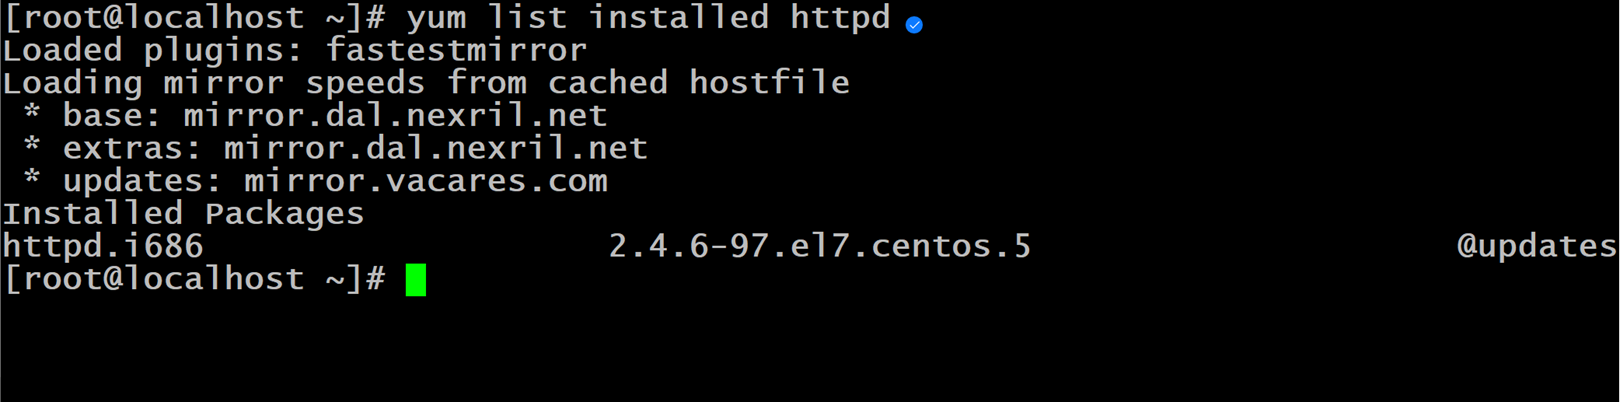 [root@localhost ~]# yum list installed httpd
Loaded plugins: fastestmirror
Loading mirror speeds from cached hostfile
 * base: mirror.dal.nexril.net
 * extras: mirror.dal.nexril.net
 * updates: mirror.vacares.com
Installed Packages
httpd.i686                    2.4.6-97.el7.centos.5                     @updates
[root@localhost ~]#